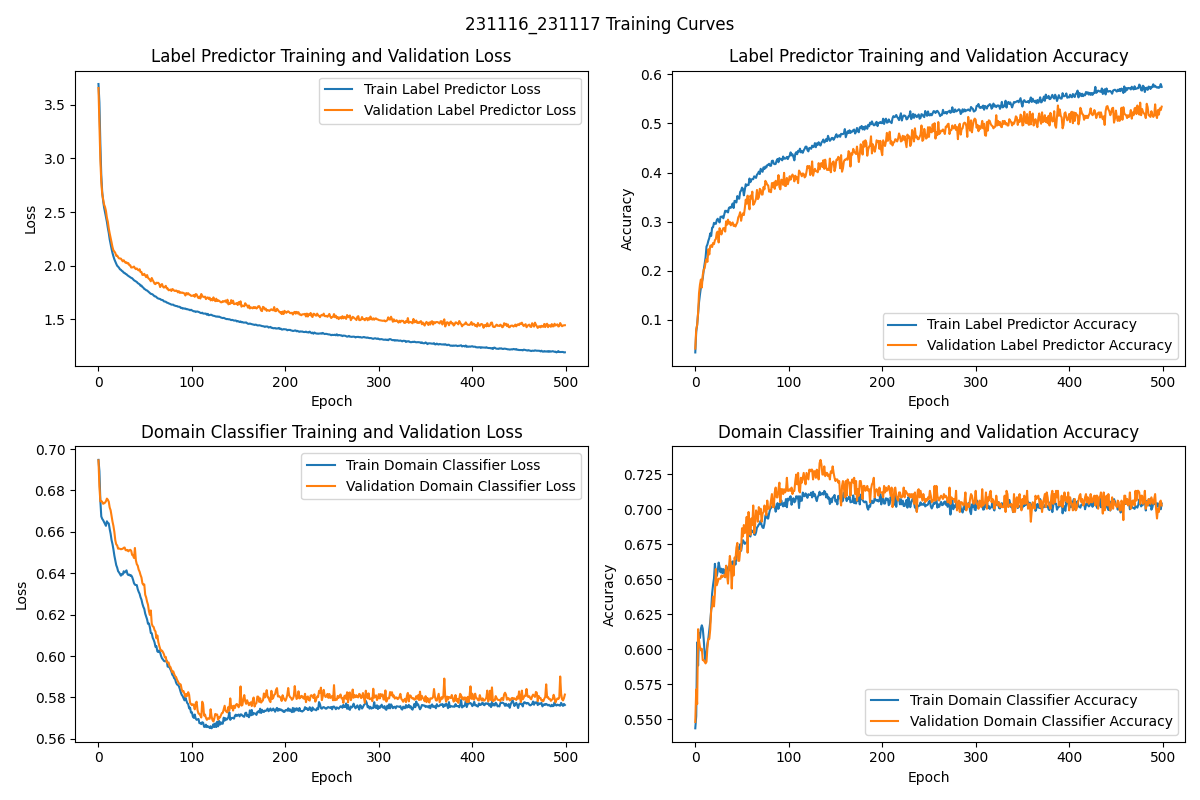 231116_231117 Training Curves
Label Predictor Training and Validation Loss
Loss
3.5
3.0
2.5
2.0
1.5
Train Label Predictor Loss
Validation Label Predictor Loss
0 100 200 300 400 500
Epoch
Label Predictor Training and Validation Accuracy
Accuracy
0.6
0.5
0.4
0.3
0.2
0.1
Train Label Predictor Accuracy
Validation Label Predictor Accuracy
0 100 200 300 400 500
Epoch
Domain Classifier Training and Validation Loss
Loss
0.70
0.68
0.66
0.64
0.62
0.60
0.58
0.56
Train Domain Classifier Loss
Validation Domain Classifier Loss
0 100 200 300 400 500
Epoch
Domain Classifier Training and Validation Accuracy
Accuracy
0.725
0.700
0.675
0.650
0.625
0.600
0.575
0.550
Train Domain Classifier Accuracy
Validation Domain Classifier Accuracy
0 100 200 300 400 500
Epoch